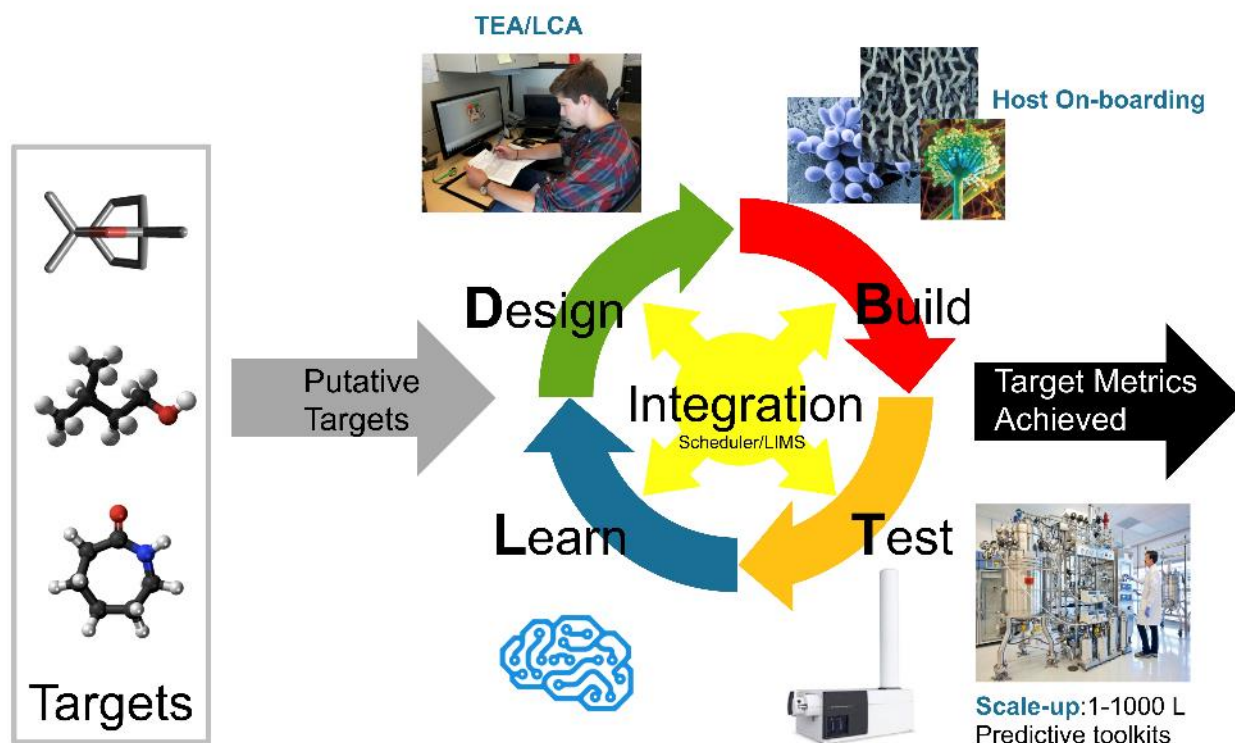 TEA/LCA
Host On-boarding
Design
Build
Putative
Targets
Integration
Scheduler/LIMS
Target Metrics
Achieved
Learn
Test
Targets
Scale-up:1-1000 L
Predictive toolkits